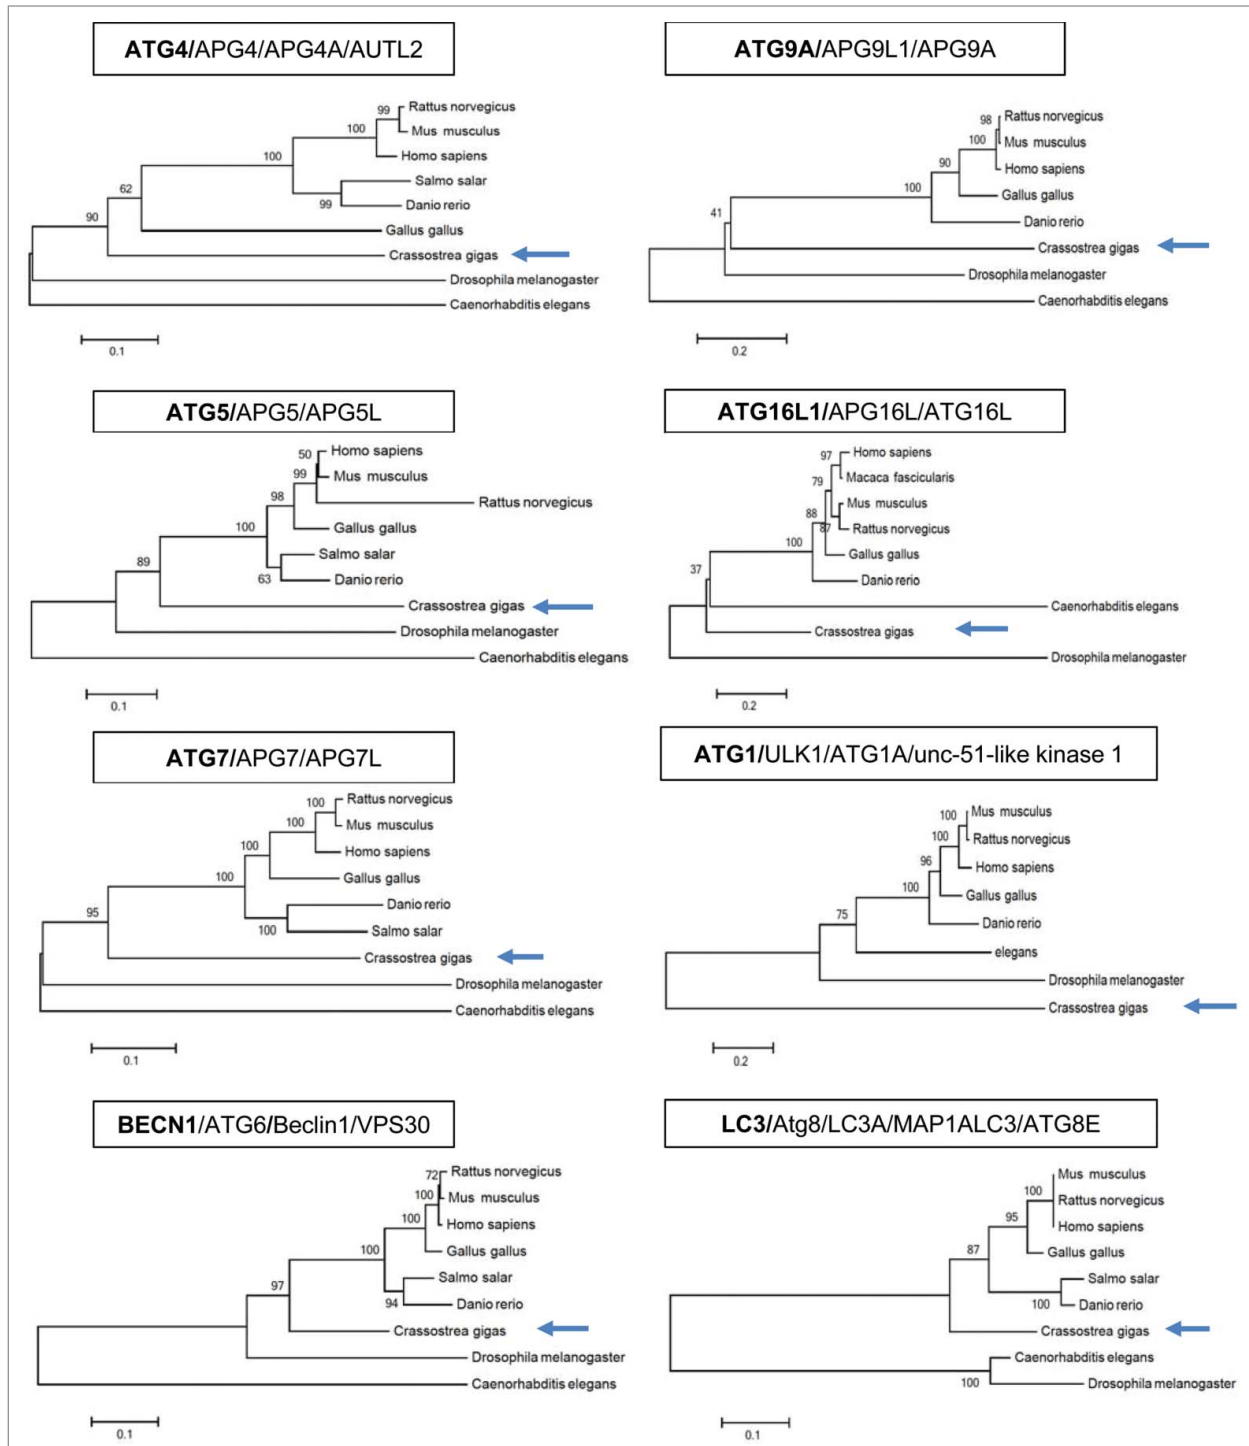 ATG4/APG4/APG4A/AUTL2
99
Rattus norvegicus
Mus musculus
100
Homo sapiens
100
Salmo salar
99
Danio rerio
62
Gallus gallus
90
Crassostrea gigas
Drosophila melanogaster
Caenorhabditis elegans
0.1
ATG9A/APG9L1/APG9A
98
Rattus norvegicus
Mus musculus
100
Homo sapiens
90
Gallus gallus
100
Danio rerio
41
Crassostrea gigas
Drosophila melanogaster
Caenorhabditis elegans
0.2
ATG5/APG5/APG5L
50
Homo sapiens
99
Mus musculus
Rattus norvegicus
98
Gallus gallus
100
Salmo salar
63
Danio rerio
89
Crassostrea gigas
Drosophila melanogaster
Caenorhabditis elegans
0.1
ATG16L1/APG16L/ATG16L
97
Homo sapiens
Macaca fascicularis
79
Mus musculus
88
87
Rattus norvegicus
Gallus gallus
100
Danio rerio
37
Caenorhabditis elegans
Crassostrea gigas
Drosophila melanogaster
0.2
ATG7/APG7/APG7L
100
Rattus norvegicus
Mus musculus
100
Homo sapiens
100
Gallus gallus
100
Danio rerio
100
Salmo salar
95
Crassostrea gigas
Drosophila melanogaster
Caenorhabditis elegans
0.1
ATG1/ULK1/ATG1A/unc-51-like kinase 1
100
Mus musculus
Rattus norvegicus
100
Homo sapiens
96
Gallus gallus
100
Danio rerio
75
elegans
Drosophila melanogaster
Crassostrea gigas
0.2
BECN1/ATG6/Beclin1/VPS30
72
Rattus norvegicus
100
Mus musculus
Homo sapiens
100
Gallus gallus
100
Salmo salar
94
Danio rerio
97
Crassostrea gigas
Drosophila melanogaster
Caenorhabditis elegans
0.1
LC3/Atg8/LC3A/MAP1ALC3/ATG8E
Mus musculus
100
Rattus norvegicus
Homo sapiens
95
Gallus gallus
87
Salmo salar
100
Danio rerio
Crassostrea gigas
Caenorhabditis elegans
100
Drosophila melanogaster
0.1